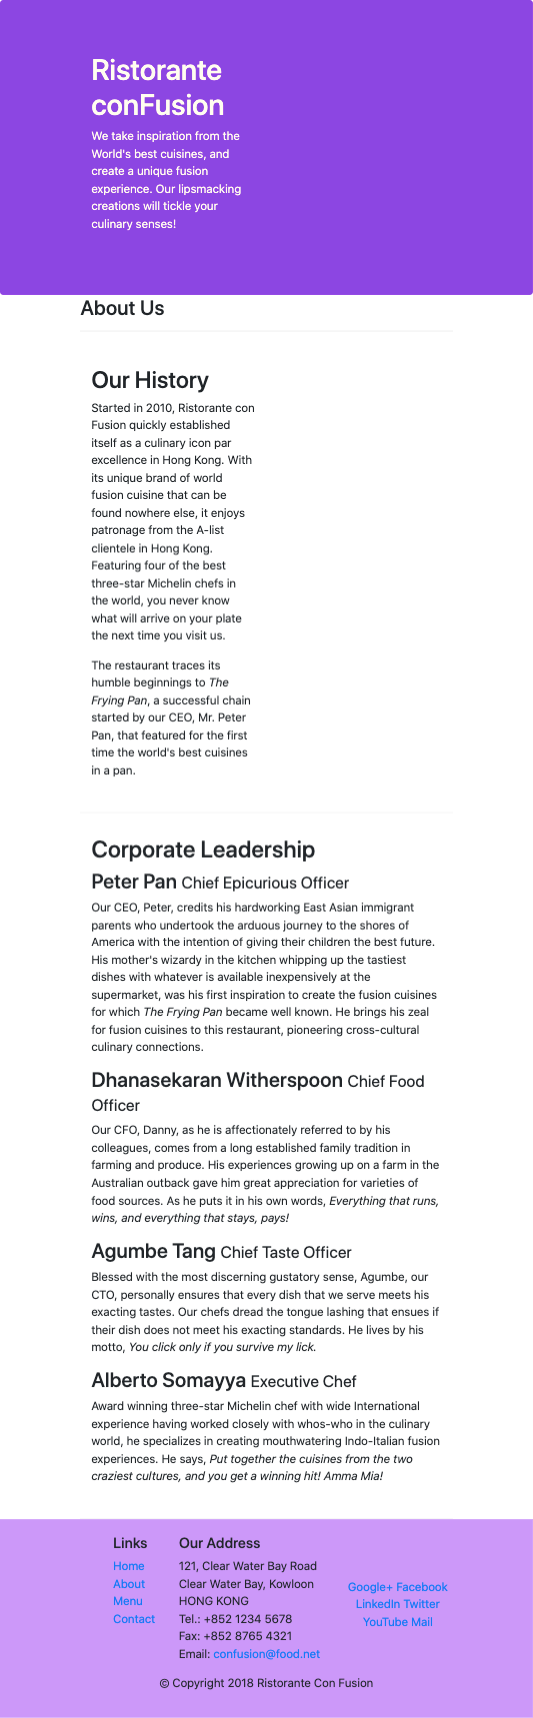 Ristorante
conFusion
We take inspiration from the
World's best cuisines, and
create a unique fusion
experience. Our lipsmacking
creations will tickle your
culinary senses!
About Us
Our History
Started in 2010, Ristorante con
Fusion quickly established
itself as a culinary icon par
excellence in Hong Kong. With
its unique brand of world
fusion cuisine that can be
found nowhere else, it enjoys
patronage from the A-list
clientele in Hong Kong.
Featuring four of the best
three-star Michelin chefs in
the world, you never know
what will arrive on your plate
the next time you visit us.
The restaurant traces its
humble beginnings to The
Frying Pan, a successful chain
started by our CEO, Mr. Peter
Pan, that featured for the first
time the world's best cuisines
in a pan.
Corporate Leadership
Peter Pan Chief Epicurious Officer
Our CEO, Peter, credits his hardworking East Asian immigrant
parents who undertook the arduous journey to the shores of
America with the intention of giving their children the best future.
His mother's wizardy in the kitchen whipping up the tastiest
dishes with whatever is available inexpensively at the
supermarket, was his first inspiration to create the fusion cuisines
for which The Frying Pan became well known. He brings his zeal
for fusion cuisines to this restaurant, pioneering cross-cultural
culinary connections.
Dhanasekaran Witherspoon Chief Food
Officer
Our CFO, Danny, as he is affectionately referred to by his
colleagues, comes from a long established family tradition in
farming and produce. His experiences growing up on a farm in the
Australian outback gave him great appreciation for varieties of
food sources. As he puts it in his own words, Everything that runs,
wins, and everything that stays, pays!
Agumbe Tang Chief Taste Officer
Blessed with the most discerning gustatory sense, Agumbe, our
CTO, personally ensures that every dish that we serve meets his
exacting tastes. Our chefs dread the tongue lashing that ensues if
their dish does not meet his exacting standards. He lives by his
motto, You click only if you survive my lick.
Alberto Somayya Executive Chef
Award winning three-star Michelin chef with wide International
experience having worked closely with whos-who in the culinary
world, he specializes in creating mouthwatering Indo-Italian fusion
experiences. He says, Put together the cuisines from the two
craziest cultures, and you get a winning hit! Amma Mia!
Links
Home
About
Menu
Contact
Our Address
121, Clear Water Bay Road
Clear Water Bay, Kowloon
HONG KONG
Tel.: +852 1234 5678
Fax: +852 8765 4321
Email: confusion@food.net
Google+ Facebook
LinkedIn Twitter
YouTube Mail
© Copyright 2018 Ristorante Con Fusion